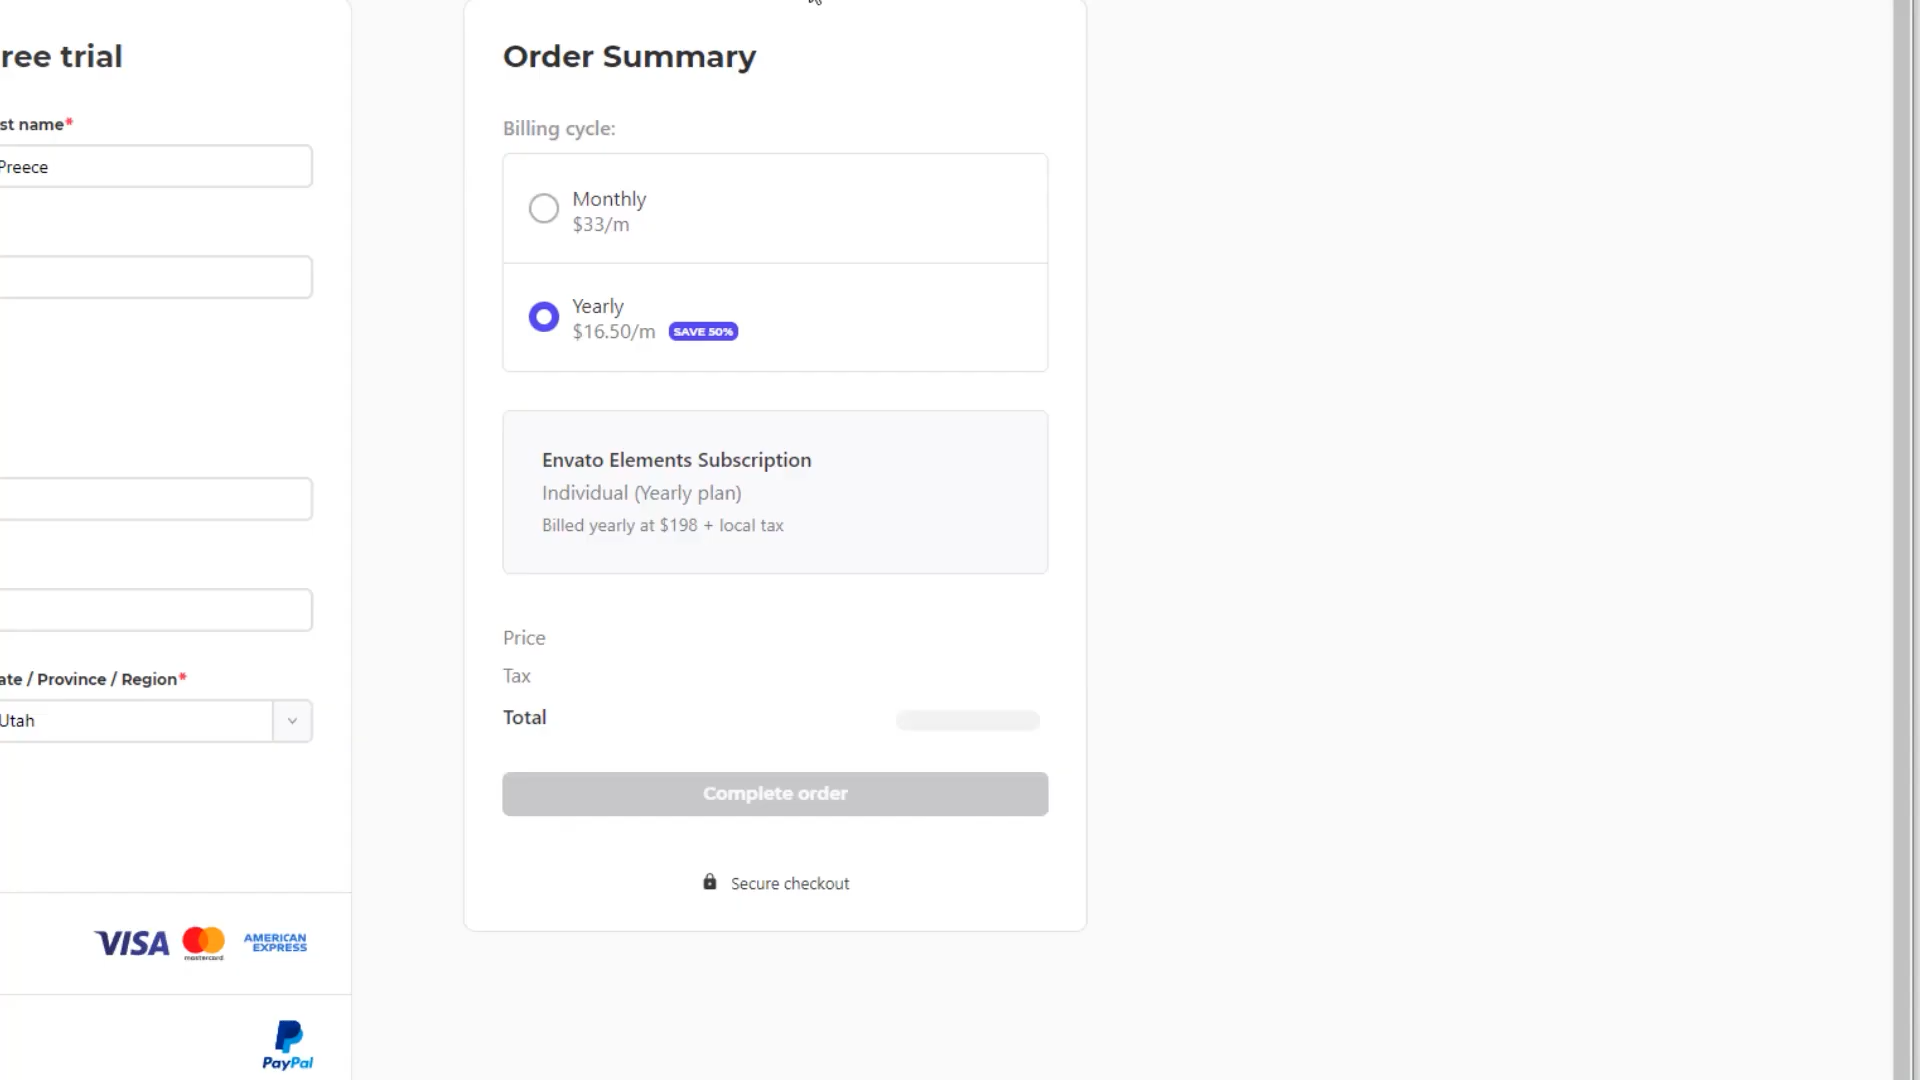 ree trial
st name*
Preece
ate / Province / Region*
Utah
VISA
mastercard
AMERICAN
EXPRESS
PayPal
Order Summary
Billing cycle:
Monthly
$33/m
Yearly
$16.50/m SAVE 50%
Envato Elements Subscription
Individual (Yearly plan)
Billed yearly at $198 + local tax
Price
Tax
Total
Complete order
Secure checkout